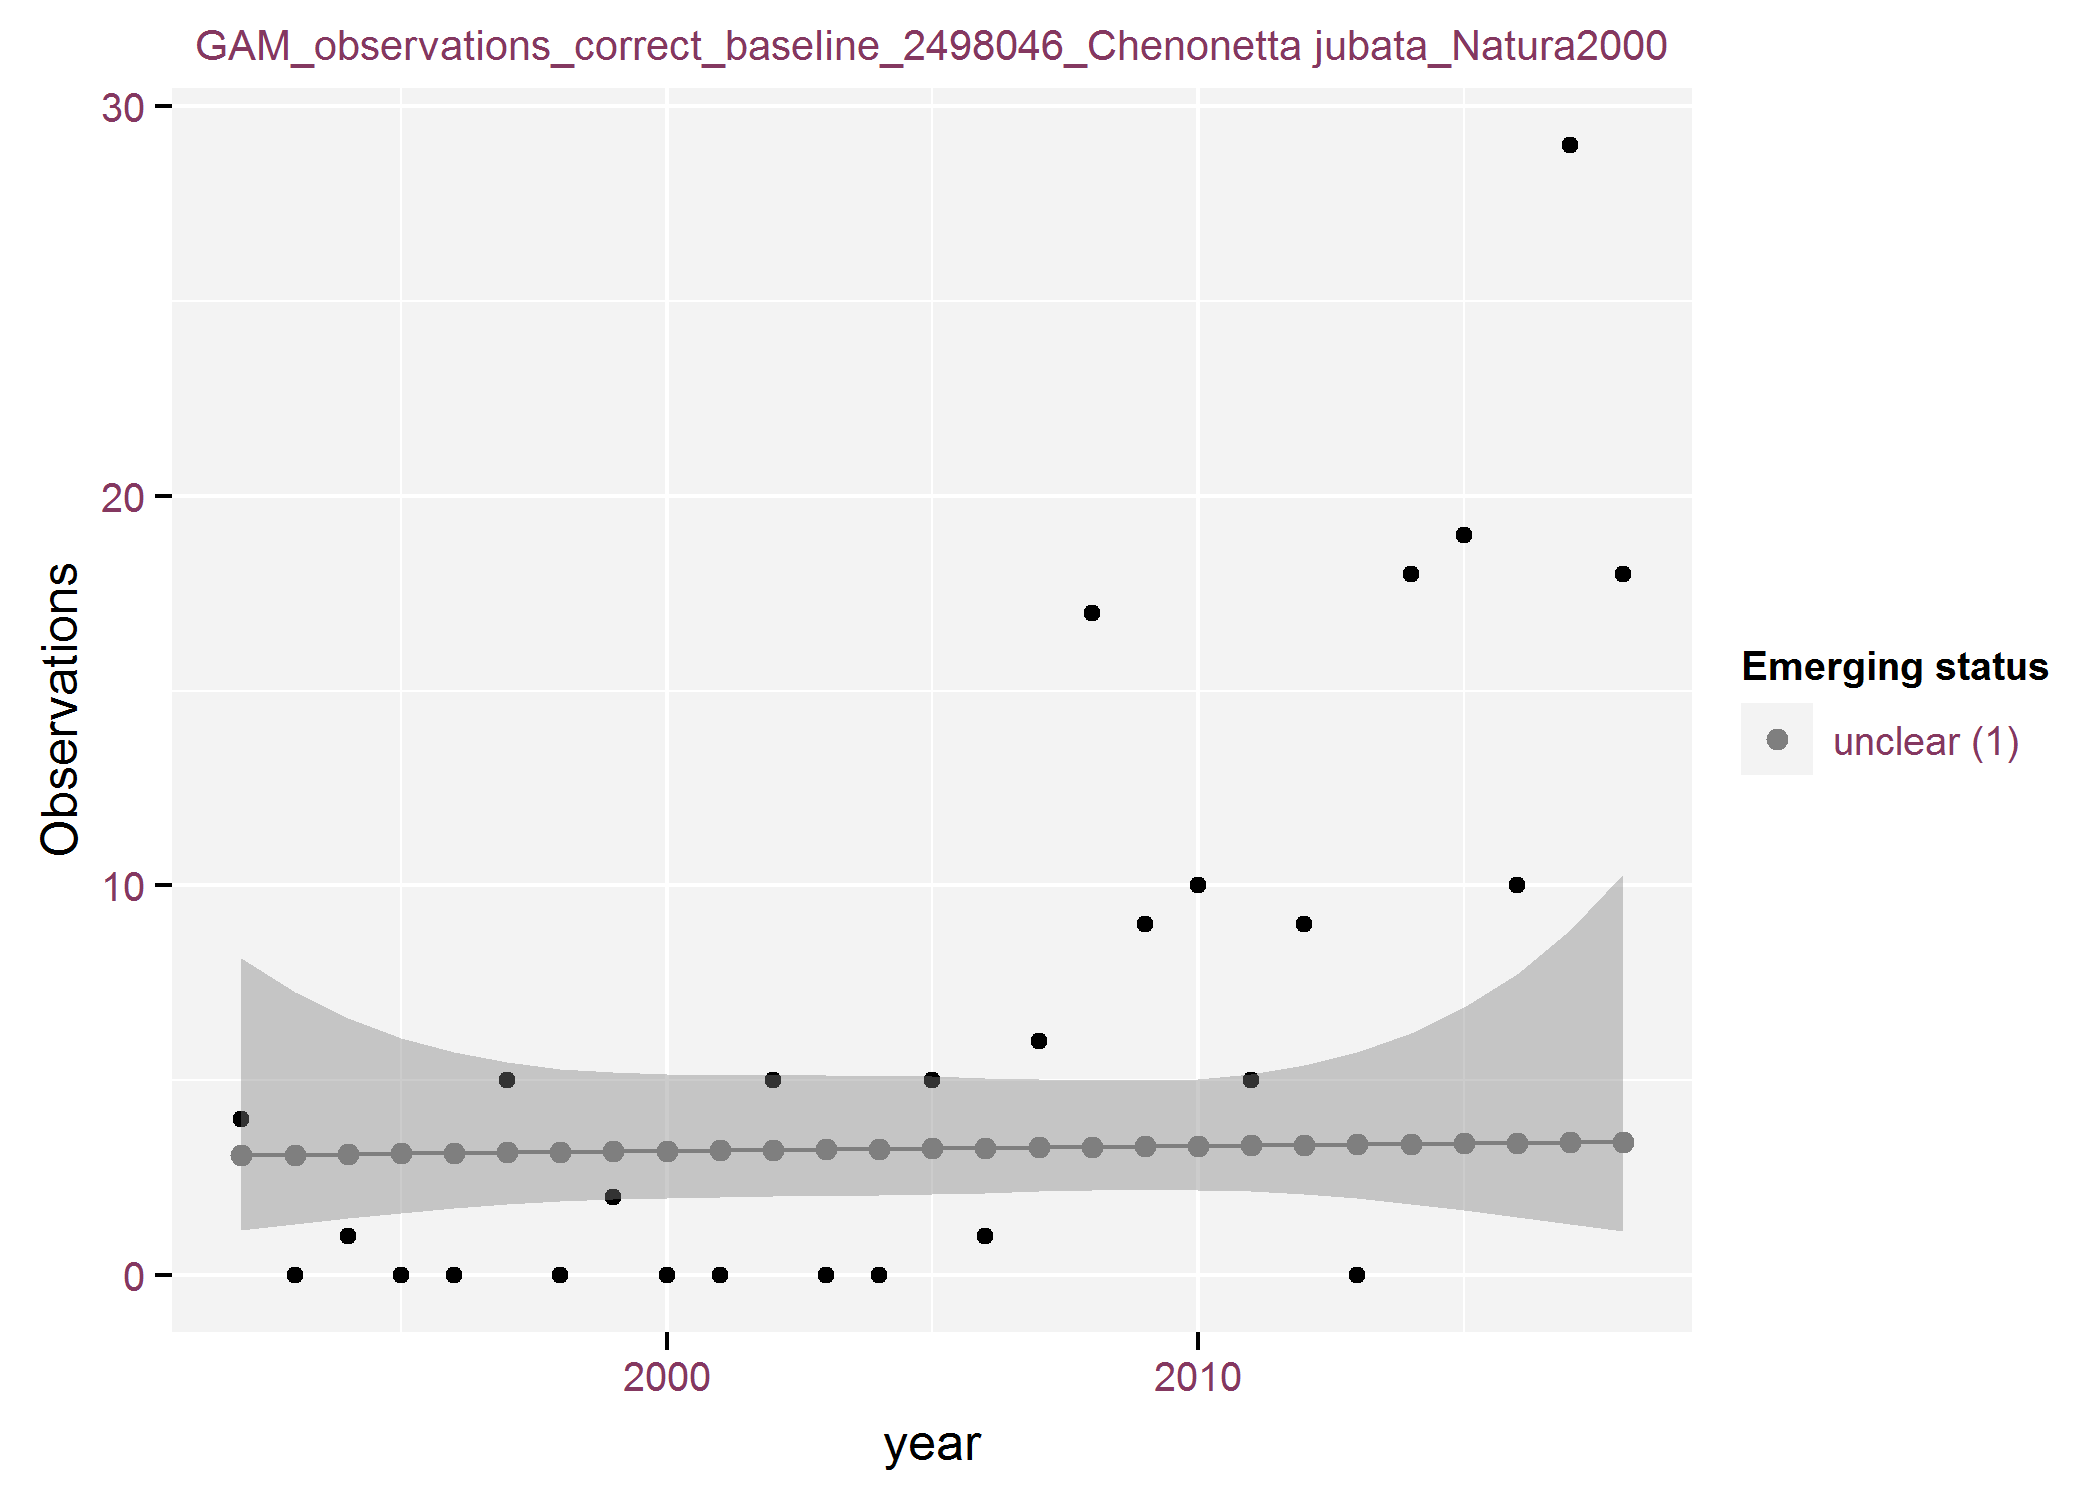 GAM_observations_correct_baseline_2498046_Chenonetta jubata_Natura2000
30
20
10
0
Observations
2000
2010
year
Emerging status
unclear (1)